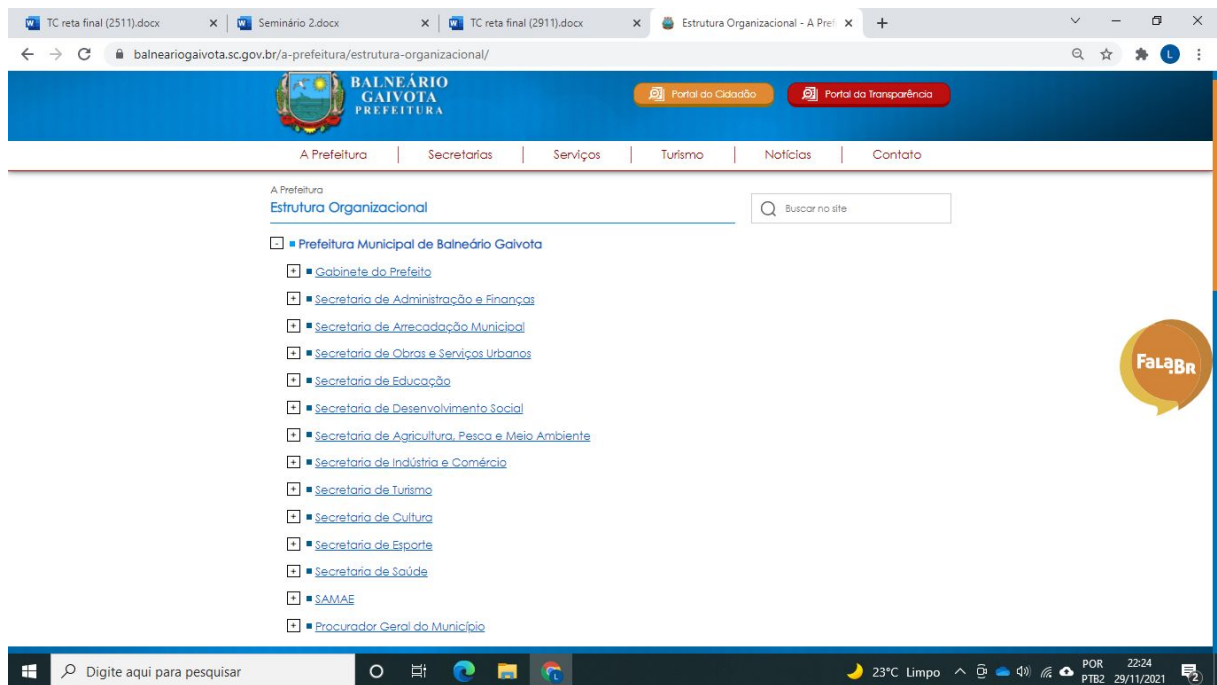 TC reta final (2511).docx
Seminário 2.docx
TC reta final (2911).docx
Estrutura Organizacional - A Pref
balneariogaivota.sc.gov.br/a-prefeitura/estrutura-organizacional/
L
BALNEÁRIO
GAIVOTA
PREFEITURA
Portal do Cidadão
Portal da Transparência
A Prefeitura
Secretarias
Serviços
Turismo
Notícias
Contato
A Prefeitura
Estrutura Organizacional
Buscar no site
Prefeitura Municipal de Balneário Gaivota
Gabinete do Prefeito
Secretaria de Administração e Finanças
Secretaria de Arrecadação Municipal
Secretaria de Obras e Serviços Urbanos
Secretaria de Educação
Secretaria de Desenvolvimento Social
Secretaria de Agricultura, Pesca e Meio Ambiente
Secretaria de Indústria e Comércio
Secretaria de Turismo
Secretaria de Cultura
Secretaria de Esporte
Secretaria de Saúde
SAMAE
Procurador Geral do Município
Fala.BR
Digite aqui para pesquisar
23°C Limpo
POR
PTB2
22:24
29/11/2021
2